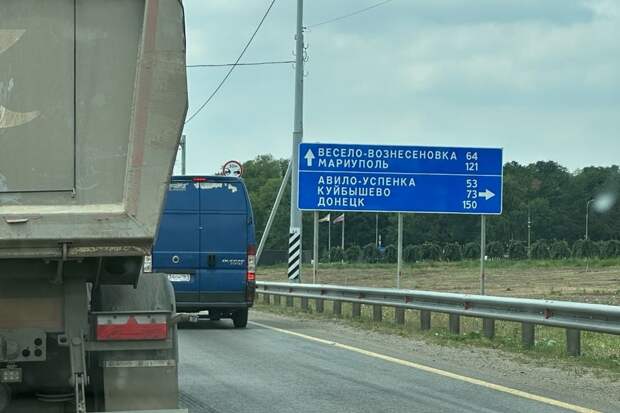 ВЕСЕЛО-ВОЗНЕСЕНОВКА 64
МАРИУПОЛЬ 121
АВИЛО-УСПЕНКА 53
КУЙБЫШЕВО 73
ДОНЕЦК 150